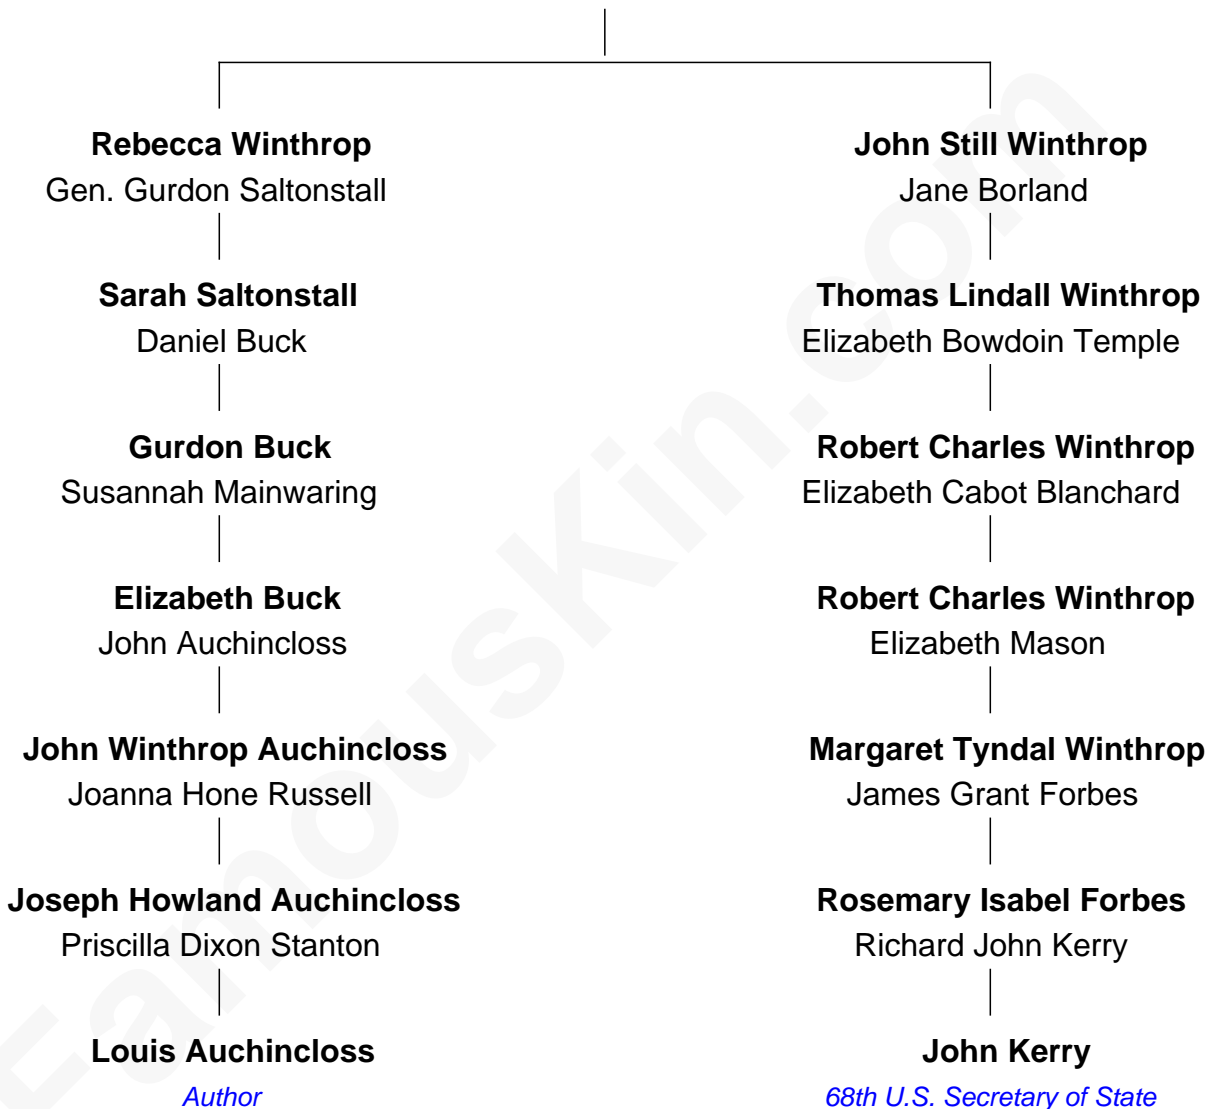 Rebecca Winthrop
Gen. Gurdon Saltonstall
John Still Winthrop
Jane Borland
Sarah Saltonstall
Daniel Buck
Thomas Lindall Winthrop
Elizabeth Bowdoin Temple
Gurdon Buck
Susannah Mainwaring
Robert Charles Winthrop
Elizabeth Cabot Blanchard
Elizabeth Buck
John Auchincloss
Robert Charles Winthrop
Elizabeth Mason
John Winthrop Auchincloss
Joanna Hone Russell
Margaret Tyndal Winthrop
James Grant Forbes
Joseph Howland Auchincloss
Priscilla Dixon Stanton
Rosemary Isabel Forbes
Richard John Kerry
Louis Auchincloss
Author
John Kerry
68th U.S. Secretary of State
FamousKin.com